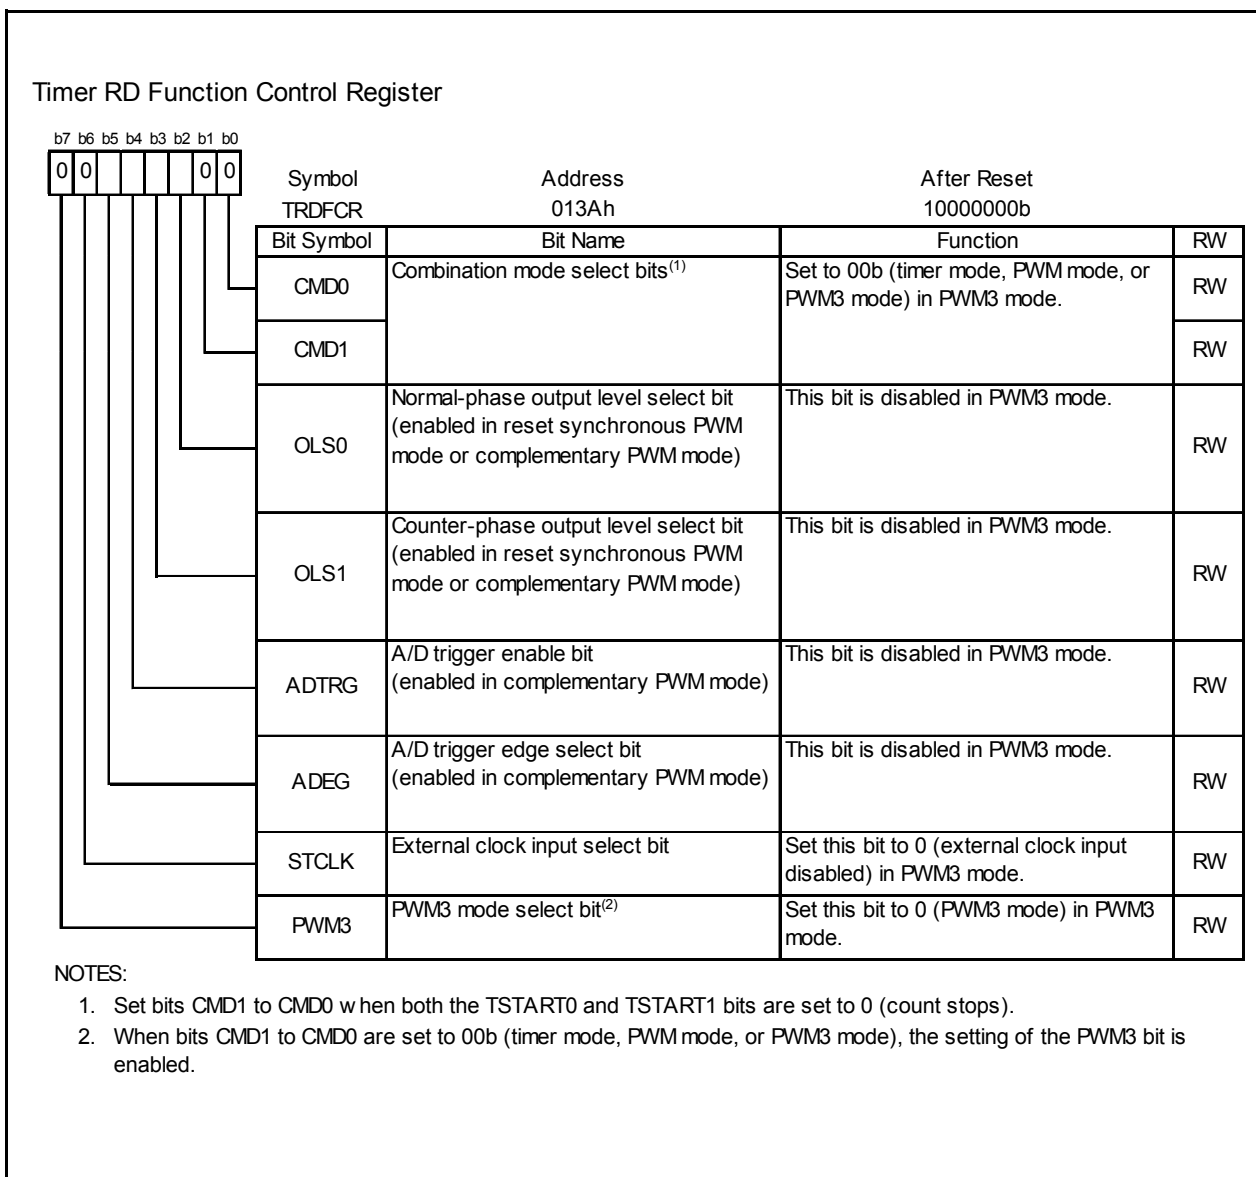 Timer RD Function Control Register
b7 b6 b5 b4 b3 b2 b1 b0
0 0 0 0
Symbol Address After Reset
TRDFCR 013Ah 10000000b
Bit Symbol Bit Name Function RW
CMD0 Combination mode select bits(1) Set to 00b (timer mode, PWM mode, or
PWM3 mode) in PWM3 mode. RW
CMD1 RW
OLS0 Normal-phase output level select bit
(enabled in reset synchronous PWM
mode or complementary PWM mode) This bit is disabled in PWM3 mode. RW
OLS1 Counter-phase output level select bit
(enabled in reset synchronous PWM
mode or complementary PWM mode) This bit is disabled in PWM3 mode. RW
ADTRG A/D trigger enable bit
(enabled in complementary PWM mode) This bit is disabled in PWM3 mode. RW
ADEG A/D trigger edge select bit
(enabled in complementary PWM mode) This bit is disabled in PWM3 mode. RW
STCLK External clock input select bit Set this bit to 0 (external clock input
disabled) in PWM3 mode. RW
PWM3 PWM3 mode select bit(2) Set this bit to 0 (PWM3 mode) in PWM3
mode. RW
NOTES:
1. Set bits CMD1 to CMD0 when both the TSTART0 and TSTART1 bits are set to 0 (count stops).
2. When bits CMD1 to CMD0 are set to 00b (timer mode, PWM mode, or PWM3 mode), the setting of the PWM3 bit is
enabled.